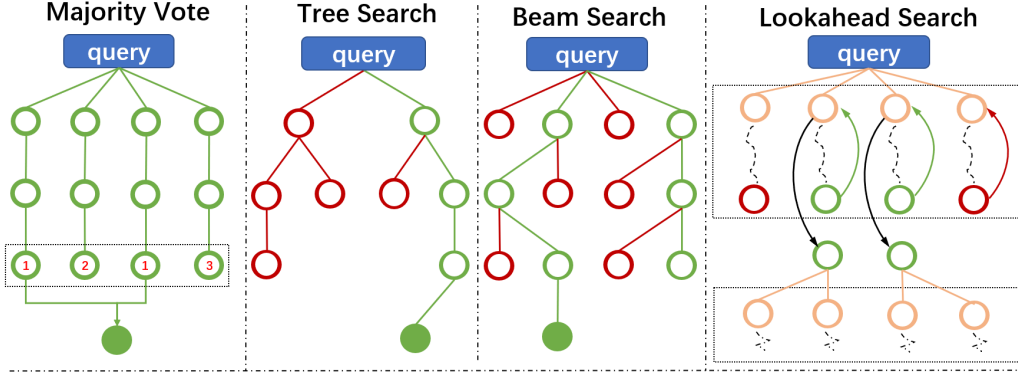 Majority Vote
Tree Search
Beam Search
Lookahead Search
query
query
query
query
1
2
1
3